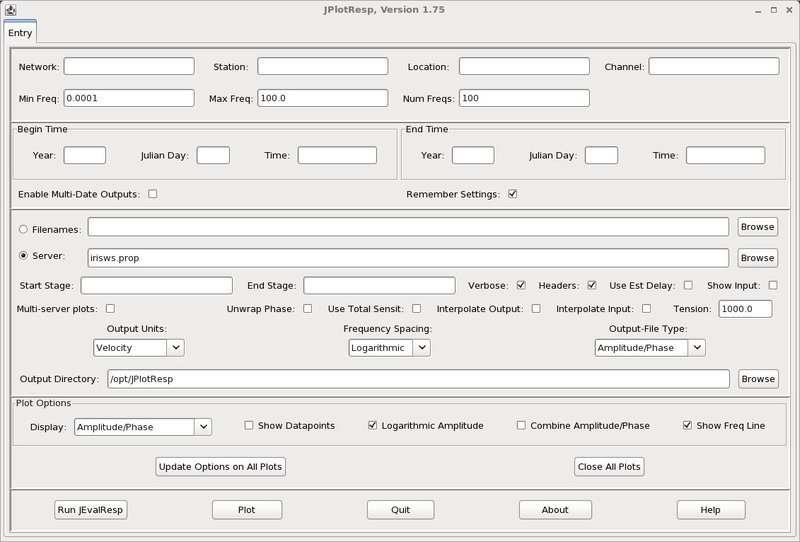 JPlotResp, Version 1.75
Entry
Network: Station: Location: Channel:
Min Freq: 0.0001 Max Freq: 100.0 Num Freqs: 100
Begin Time End Time
Year: Julian Day: Time: Year: Julian Day: Time:
Enable Multi-Date Outputs: Remember Settings:
Filenames: Browse
Server: irisws.prop Browse
Start Stage: End Stage: Verbose: Headers: Use Est Delay: Show Input:
Multi-server plots: Unwrap Phase: Use Total Sensit: Interpolate Output: Interpolate Input: Tension: 1000.0
Output Units: Frequency Spacing: Output-File Type:
Velocity Logarithmic Amplitude/Phase
Output Directory: /opt/JPlotResp Browse
Plot Options
Display: Amplitude/Phase Show Datapoints Logarithmic Amplitude Combine Amplitude/Phase Show Freq Line
Update Options on All Plots Close All Plots
Run JEvalResp Plot Quit About Help